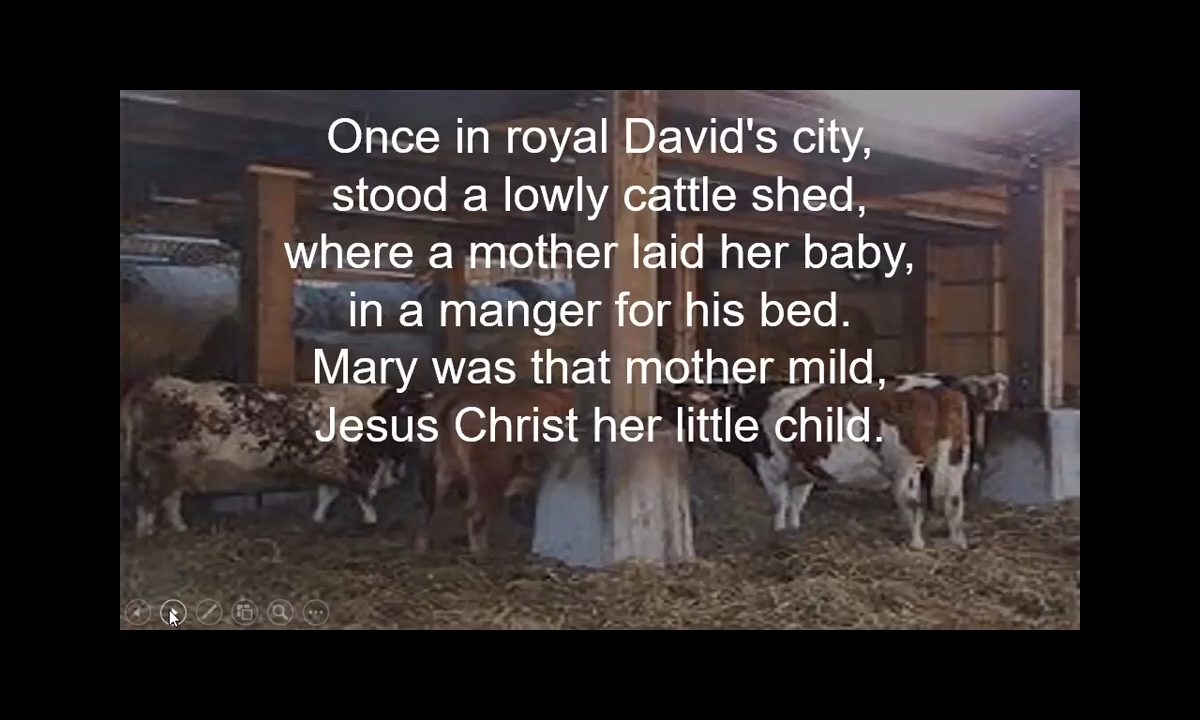 Once in royal David's city,
stood a lowly cattle shed,
where a mother laid her baby,
in a manger for his bed.
Mary was that mother mild,
Jesus Christ her little child.